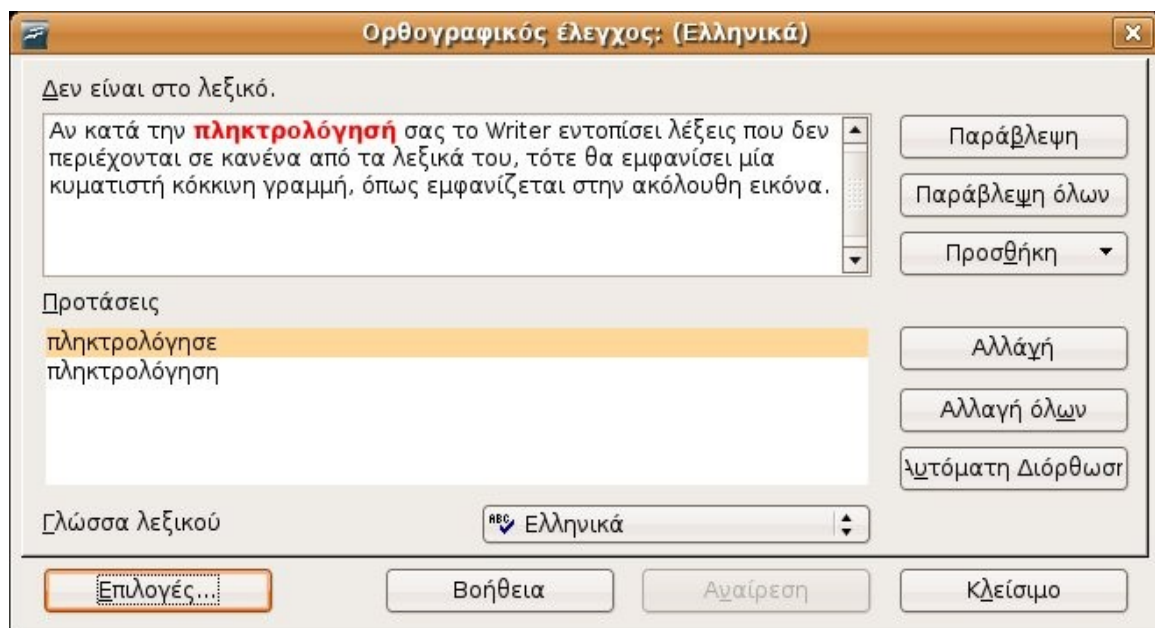 Ορθογραφικός έλεγχος: (Ελληνικά)
Δεν είναι στο λεξικό.
Αν κατά την πληκτρολόγησή σας το Writer εντοπίσει λέξεις που δεν
περιέχονται σε κανένα από τα λεξικά του, τότε θα εμφανίσει μία
κυματιστή κόκκινη γραμμή, όπως εμφανίζεται στην ακόλουθη εικόνα.
Παράβλεψη
Παράβλεψη όλων
Προσθήκη
Προτάσεις
πληκτρολόγησε
πληκτρολόγηση
Αλλάγή
Αλλαγή όλων
Αυτόματη Διόρθωση
Γλώσσα λεξικού
ABC Ελληνικά
Επιλογές...
Βοήθεια
Αναίρεση
Κλείσιμο